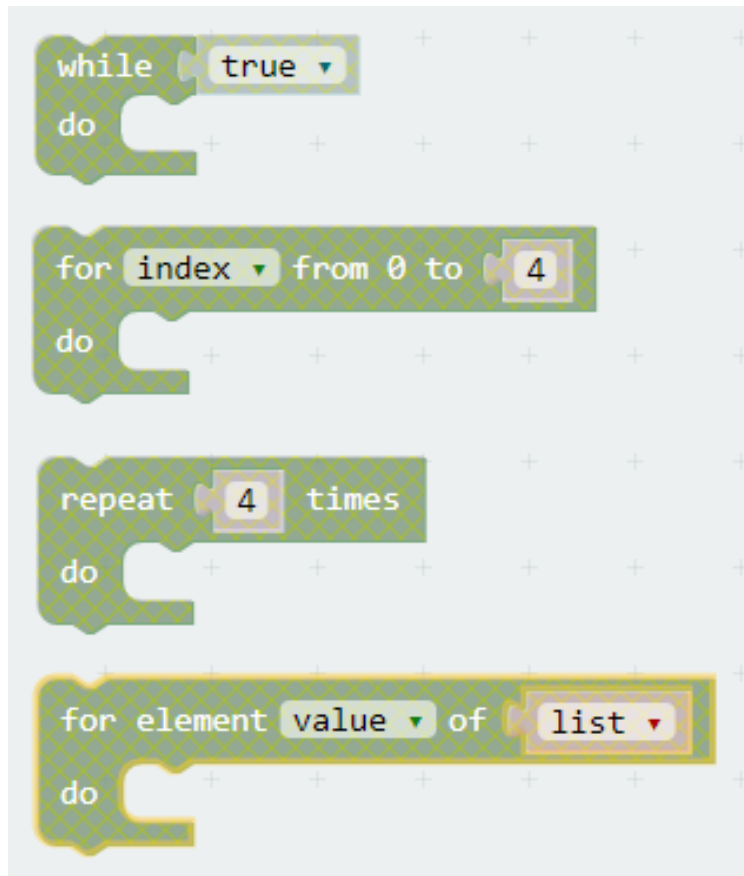 while true
do
for index from 0 to 4
do
repeat 4 times
do
for element value of list
do